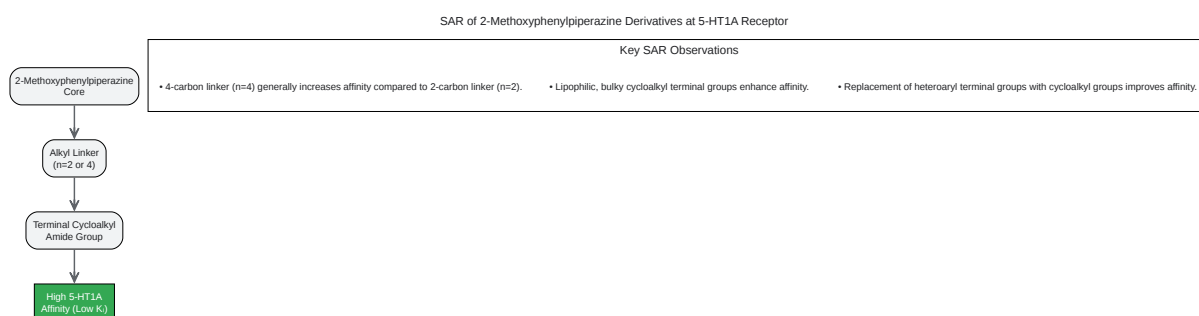 SAR of 2-Methoxyphenylpiperazine Derivatives at 5-HT1A Receptor
Key SAR Observations
• 4-carbon linker (n=4) generally increases affinity compared to 2-carbon linker (n=2).
• Lipophilic, bulky cycloalkyl terminal groups enhance affinity.
• Replacement of heteroaryl terminal groups with cycloalkyl groups improves affinity.
2-Methoxyphenylpiperazine
Core
Alkyl Linker
(n=2 or 4)
Terminal Cycloalkyl
Amide Group
High 5-HT1A
Affinity (Low Kᵢ)